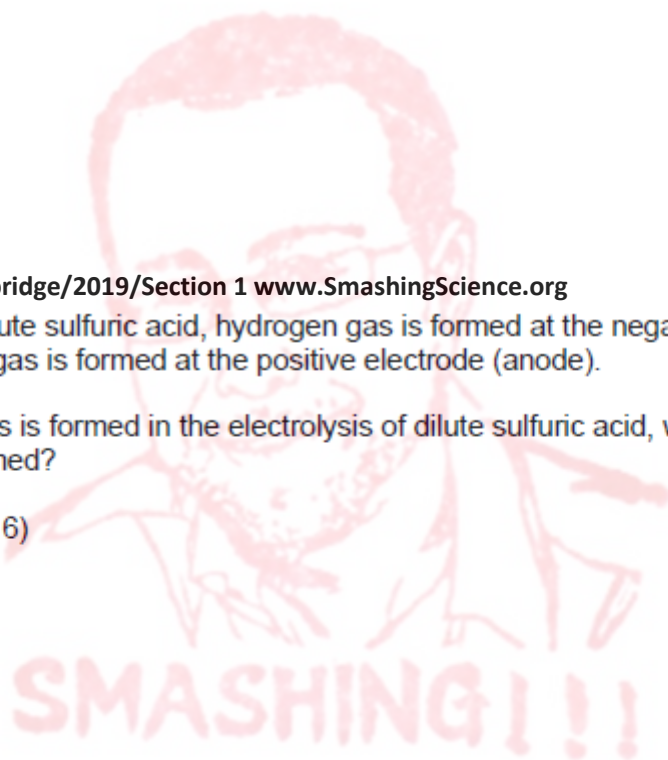 ridge/2019/Section 1 www.SmashingScience.org
ute sulfuric acid, hydrogen gas is formed at the nega
gas is formed at the positive electrode (anode).
s is formed in the electrolysis of dilute sulfuric acid, w
ned?
6)
SMASHING!!!